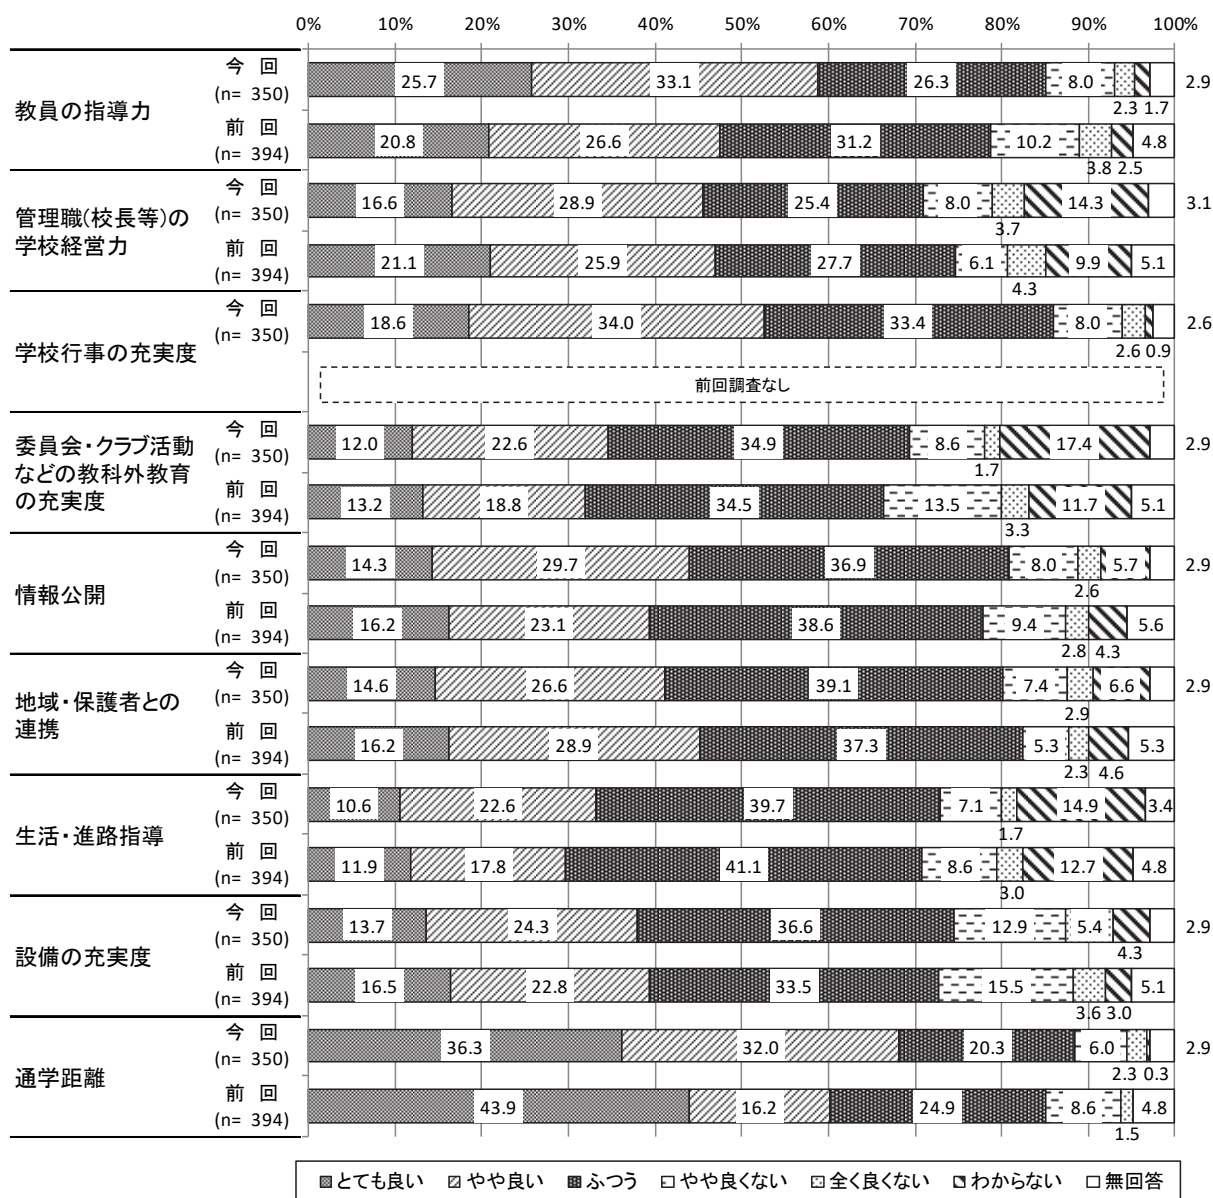 0% 10% 20% 30% 40% 50% 60% 70% 80% 90% 100%
教員の指導力
今 回
(n= 350)
25.7 33.1 26.3 8.0 2.3 1.7 2.9
前 回
(n= 394)
20.8 26.6 31.2 10.2 3.8 2.5 4.8
管理職(校長等)の
学校経営力
今 回
(n= 350)
16.6 28.9 25.4 8.0 3.7 14.3 3.1
前 回
(n= 394)
21.1 25.9 27.7 6.1 4.3 9.9 5.1
学校行事の充実度
今 回
(n= 350)
18.6 34.0 33.4 8.0 2.6 0.9 2.6
前回調査なし
委員会・クラブ活動
などの教科外教育
の充実度
今 回
(n= 350)
12.0 22.6 34.9 8.6 1.7 17.4 2.9
前 回
(n= 394)
13.2 18.8 34.5 13.5 3.3 11.7 5.1
情報公開
今 回
(n= 350)
14.3 29.7 36.9 8.0 2.6 5.7 2.9
前 回
(n= 394)
16.2 23.1 38.6 9.4 2.8 4.3 5.6
地域・保護者との
連携
今 回
(n= 350)
14.6 26.6 39.1 7.4 2.9 6.6 2.9
前 回
(n= 394)
16.2 28.9 37.3 5.3 2.3 4.6 5.3
生活・進路指導
今 回
(n= 350)
10.6 22.6 39.7 7.1 1.7 14.9 3.4
前 回
(n= 394)
11.9 17.8 41.1 8.6 3.0 12.7 4.8
設備の充実度
今 回
(n= 350)
13.7 24.3 36.6 12.9 5.4 4.3 2.9
前 回
(n= 394)
16.5 22.8 33.5 15.5 3.6 3.0 5.1
通学距離
今 回
(n= 350)
36.3 32.0 20.3 6.0 2.3 0.3 2.9
前 回
(n= 394)
43.9 16.2 24.9 8.6 1.5 4.8
とても良い やや良い ふつう やや良くない 全く良くない わからない 無回答